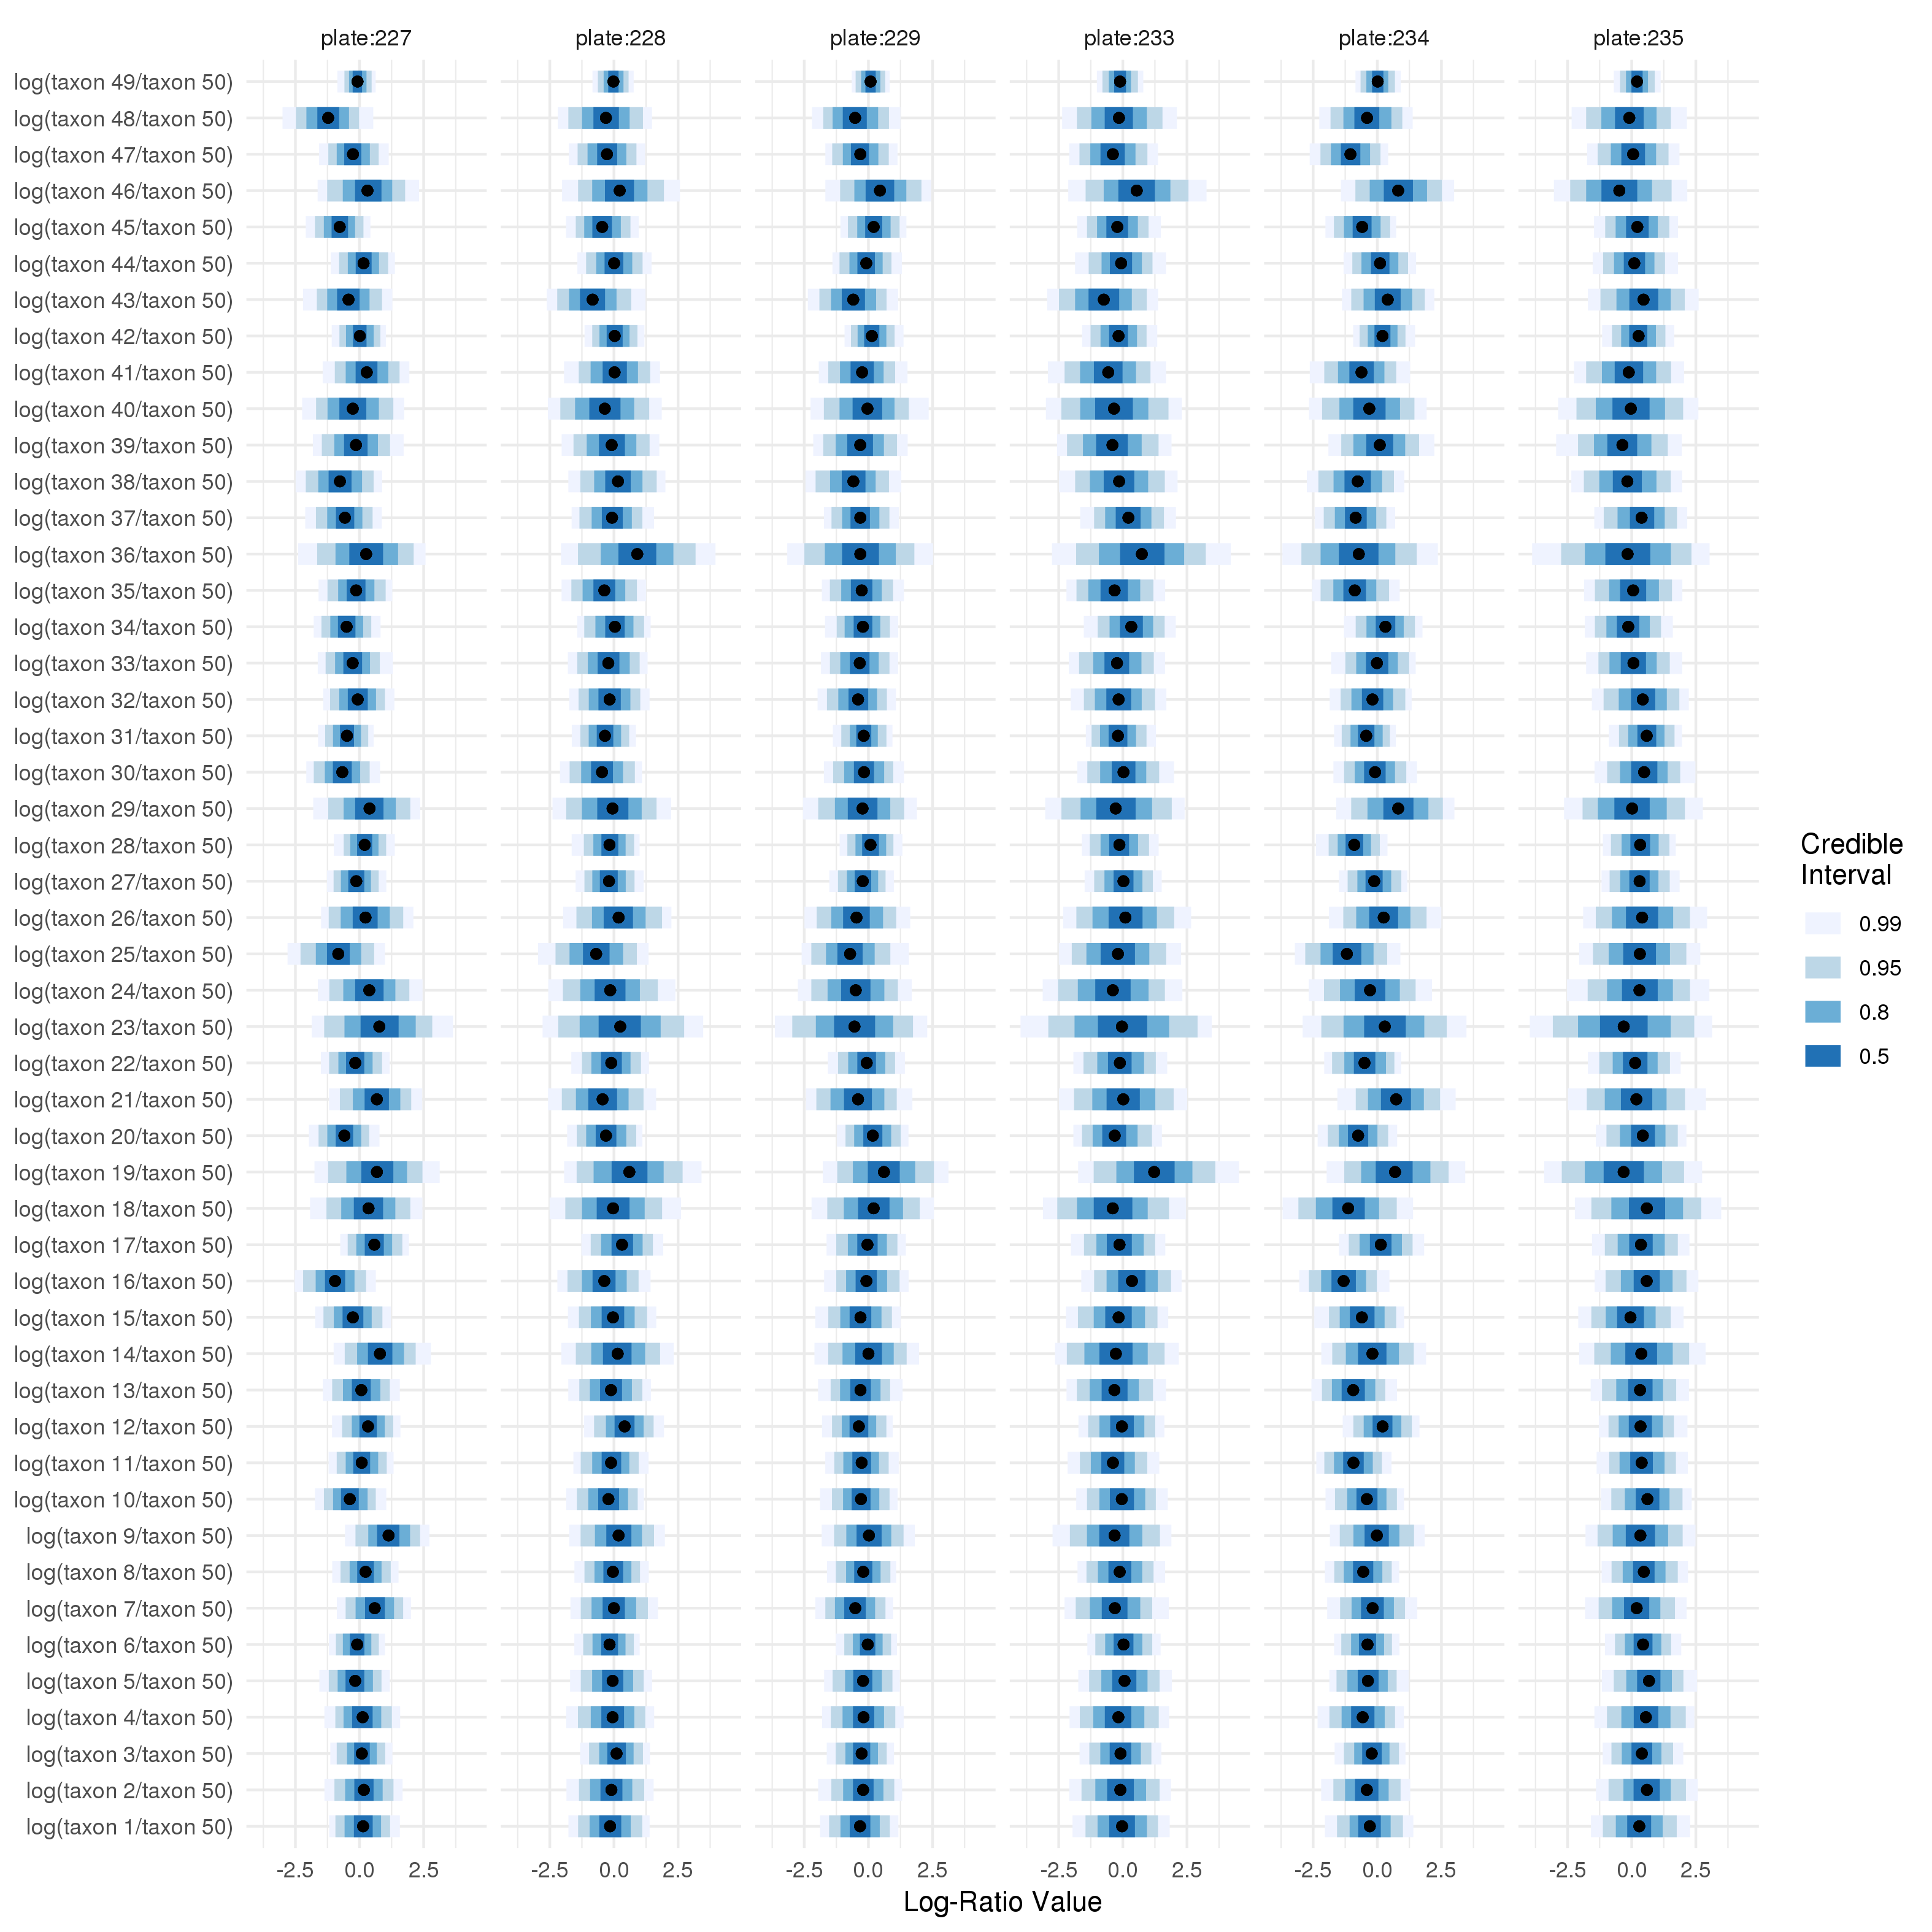 plate:227 plate:228 plate:229 plate:233 plate:234 plate:235
log(taxon 49/taxon 50)
log(taxon 48/taxon 50)
log(taxon 47/taxon 50)
log(taxon 46/taxon 50)
log(taxon 45/taxon 50)
log(taxon 44/taxon 50)
log(taxon 43/taxon 50)
log(taxon 42/taxon 50)
log(taxon 41/taxon 50)
log(taxon 40/taxon 50)
log(taxon 39/taxon 50)
log(taxon 38/taxon 50)
log(taxon 37/taxon 50)
log(taxon 36/taxon 50)
log(taxon 35/taxon 50)
log(taxon 34/taxon 50)
log(taxon 33/taxon 50)
log(taxon 32/taxon 50)
log(taxon 31/taxon 50)
log(taxon 30/taxon 50)
log(taxon 29/taxon 50)
log(taxon 28/taxon 50)
log(taxon 27/taxon 50)
log(taxon 26/taxon 50)
log(taxon 25/taxon 50)
log(taxon 24/taxon 50)
log(taxon 23/taxon 50)
log(taxon 22/taxon 50)
log(taxon 21/taxon 50)
log(taxon 20/taxon 50)
log(taxon 19/taxon 50)
log(taxon 18/taxon 50)
log(taxon 17/taxon 50)
log(taxon 16/taxon 50)
log(taxon 15/taxon 50)
log(taxon 14/taxon 50)
log(taxon 13/taxon 50)
log(taxon 12/taxon 50)
log(taxon 11/taxon 50)
log(taxon 10/taxon 50)
log(taxon 9/taxon 50)
log(taxon 8/taxon 50)
log(taxon 7/taxon 50)
log(taxon 6/taxon 50)
log(taxon 5/taxon 50)
log(taxon 4/taxon 50)
log(taxon 3/taxon 50)
log(taxon 2/taxon 50)
log(taxon 1/taxon 50)
-2.5 0.0 2.5 -2.5 0.0 2.5 -2.5 0.0 2.5 -2.5 0.0 2.5 -2.5 0.0 2.5 -2.5 0.0 2.5
Log-Ratio Value
Credible
Interval
0.99
0.95
0.8
0.5